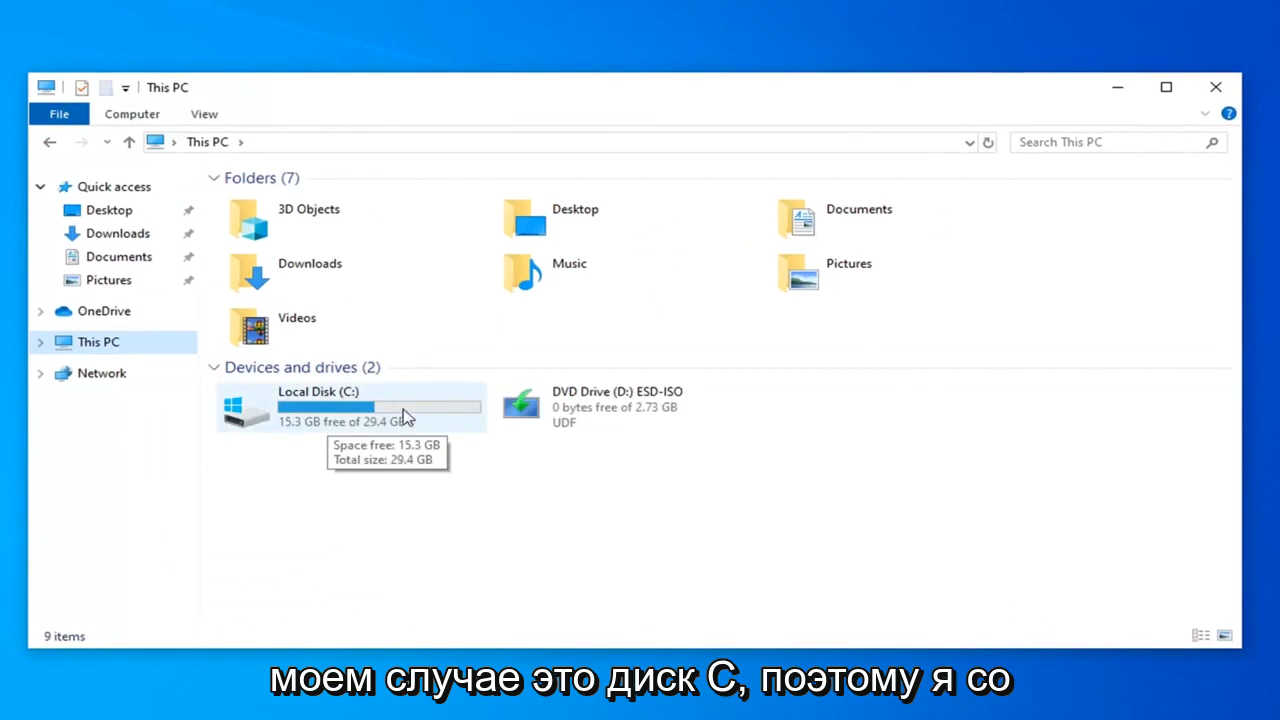 This PC
File Computer View
This PC
Search This PC
Quick access
Desktop
Downloads
Documents
Pictures
OneDrive
This PC
Network
Folders (7)
3D Objects
Desktop
Documents
Downloads
Music
Pictures
Videos
Devices and drives (2)
Local Disk (C:)
15.3 GB free of 29.4 GB
Space free: 15.3 GB
Total size: 29.4 GB
DVD Drive (D:) ESD-ISO
0 bytes free of 2.73 GB
UDF
9 items
моем случае это диск C, поэтому я со